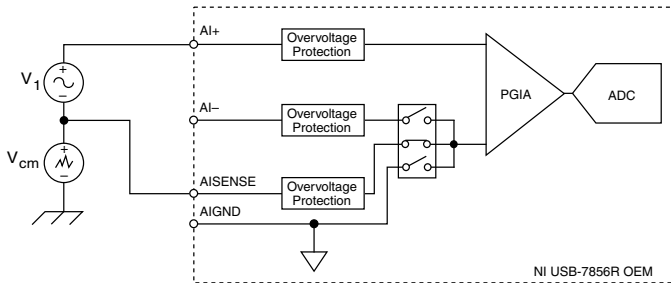 AI+
Overvoltage
Protection
V1
+
−
AI–
Overvoltage
Protection
PGIA
ADC
Vcm
+
−
AISENSE
Overvoltage
Protection
AIGND
NI USB-7856R OEM